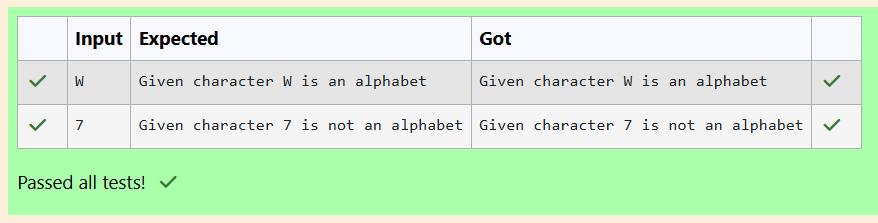 Input Expected Got
W Given character W is an alphabet Given character W is an alphabet
7 Given character 7 is not an alphabet Given character 7 is not an alphabet
Passed all tests!